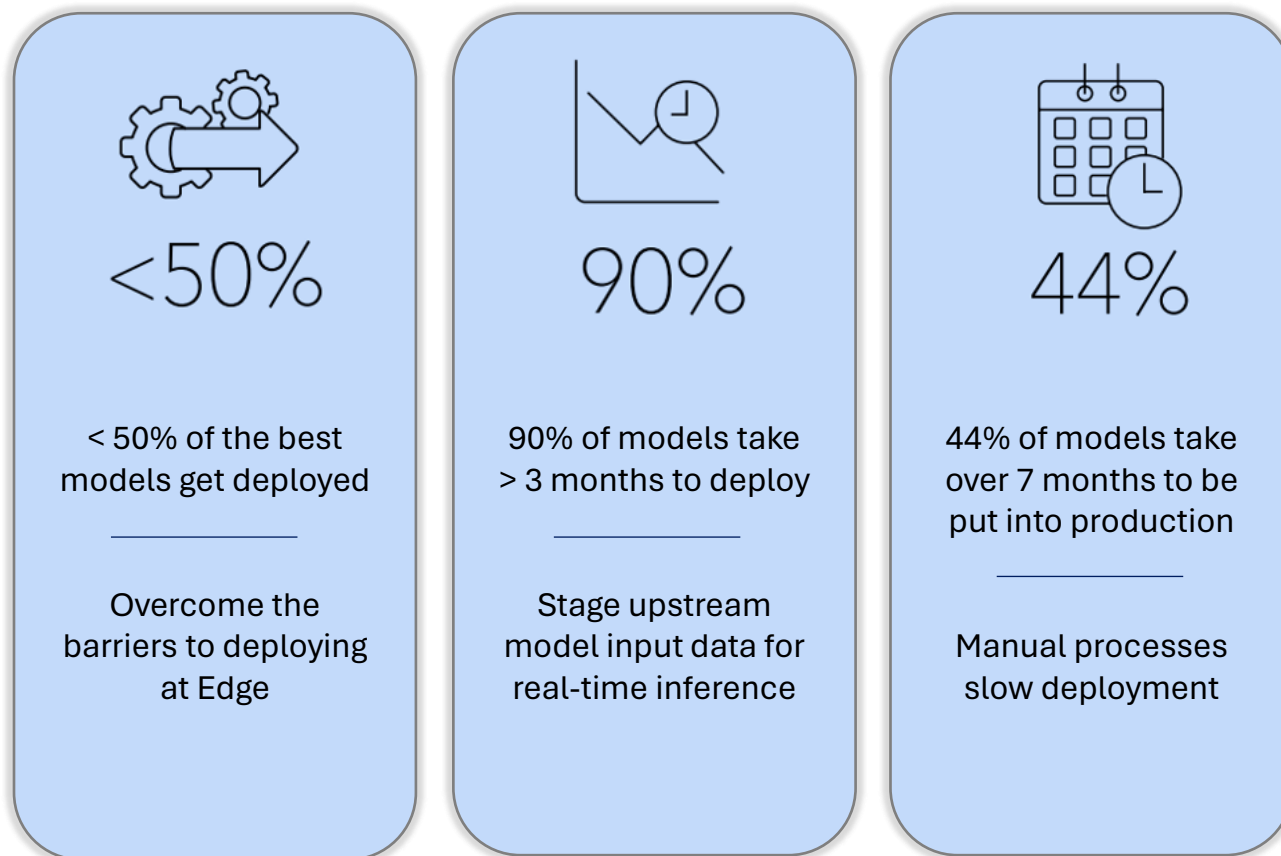 <50%
< 50% of the best
models get deployed
Overcome the
barriers to deploying
at Edge
90%
90% of models take
> 3 months to deploy
Stage upstream
model input data for
real-time inference
44%
44% of models take
over 7 months to be
put into production
Manual processes
slow deployment